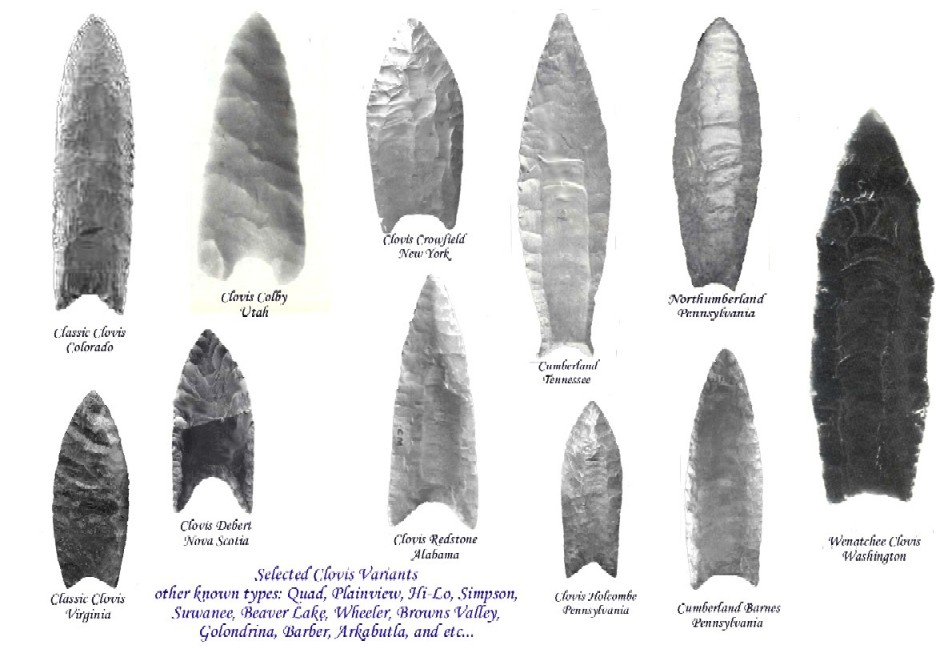 Clovis Crowfield
New York
Clovis Colby
Utah
Northumberland
Pennsylvania
Classic Clovis
Colorado
Cumberland
Tennessee
Clovis Debert
Nova Scotia
Clovis Redstone
Alabama
Wenatchee Clovis
Washington
Classic Clovis
Virginia
Clovis Holcombe
Pennsylvania
Cumberland Barnes
Pennsylvania
Selected Clovis Variants
other known types: Quad, Plainview, Hi-Lo, Simpson,
Suwanee, Beaver Lake, Wheeler, Browns Valley,
Golondrina, Barber, Arkabutla, and etc...